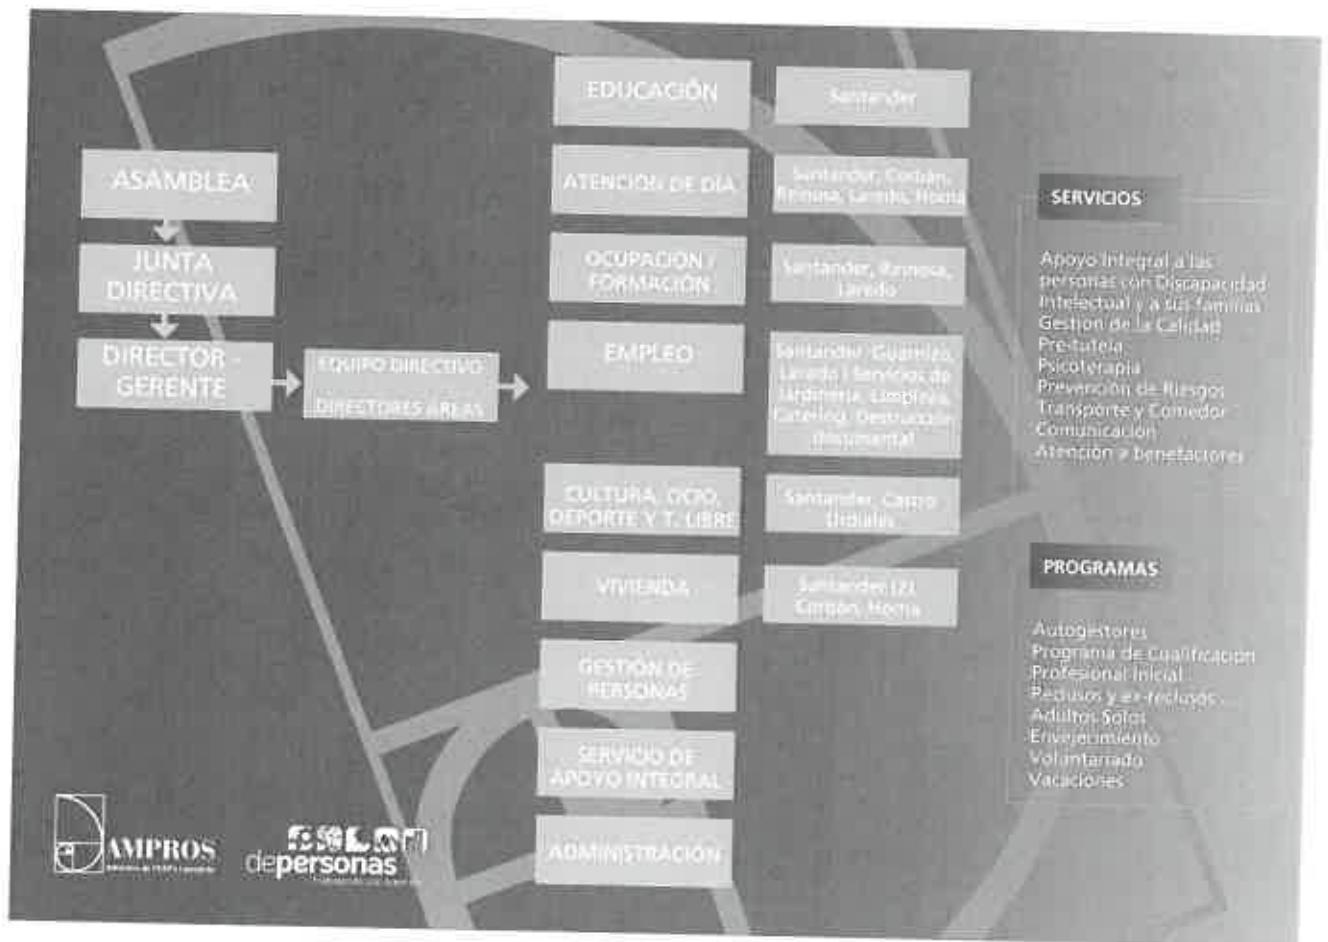 ASAMBLEA
JUNTA
DIRECTIVA
DIRECTOR -
GERENTE
EQUIPO DIRECTIVO
DIRECTORES ÁREAS
EDUCACIÓN
Santander
ATENCIÓN DE DÍA
Santander, Corbán,
Reinosa, Laredo, Horna
OCUPACIÓN /
FORMACIÓN
Santander, Reinosa,
Laredo
EMPLEO
Santander, Guarnizo,
Laredo / Servicios de
Jardinería, Limpieza,
Catering, Destrucción
documental
CULTURA, OCIO,
DEPORTE Y T. LIBRE
Santander, Castro
Urdiales
VIVIENDA
Santander (2),
Corbán, Horna
GESTIÓN DE
PERSONAS
SERVICIO DE
APOYO INTEGRAL
ADMINISTRACIÓN
SERVICIOS
Apoyo Integral a las
personas con Discapacidad
Intelectual y a sus familias
Gestión de la Calidad
Pre-tutela
Psicoterapia
Prevención de Riesgos
Transporte y Comedor
Comunicación
Atención a benefactores
PROGRAMAS
Autogestores
Programa de Cualificación
Profesional Inicial
Reclusos y ex-reclusos
Adultos Solos
Envejecimiento
Voluntariado
Vacaciones
AMPROS
depersonas